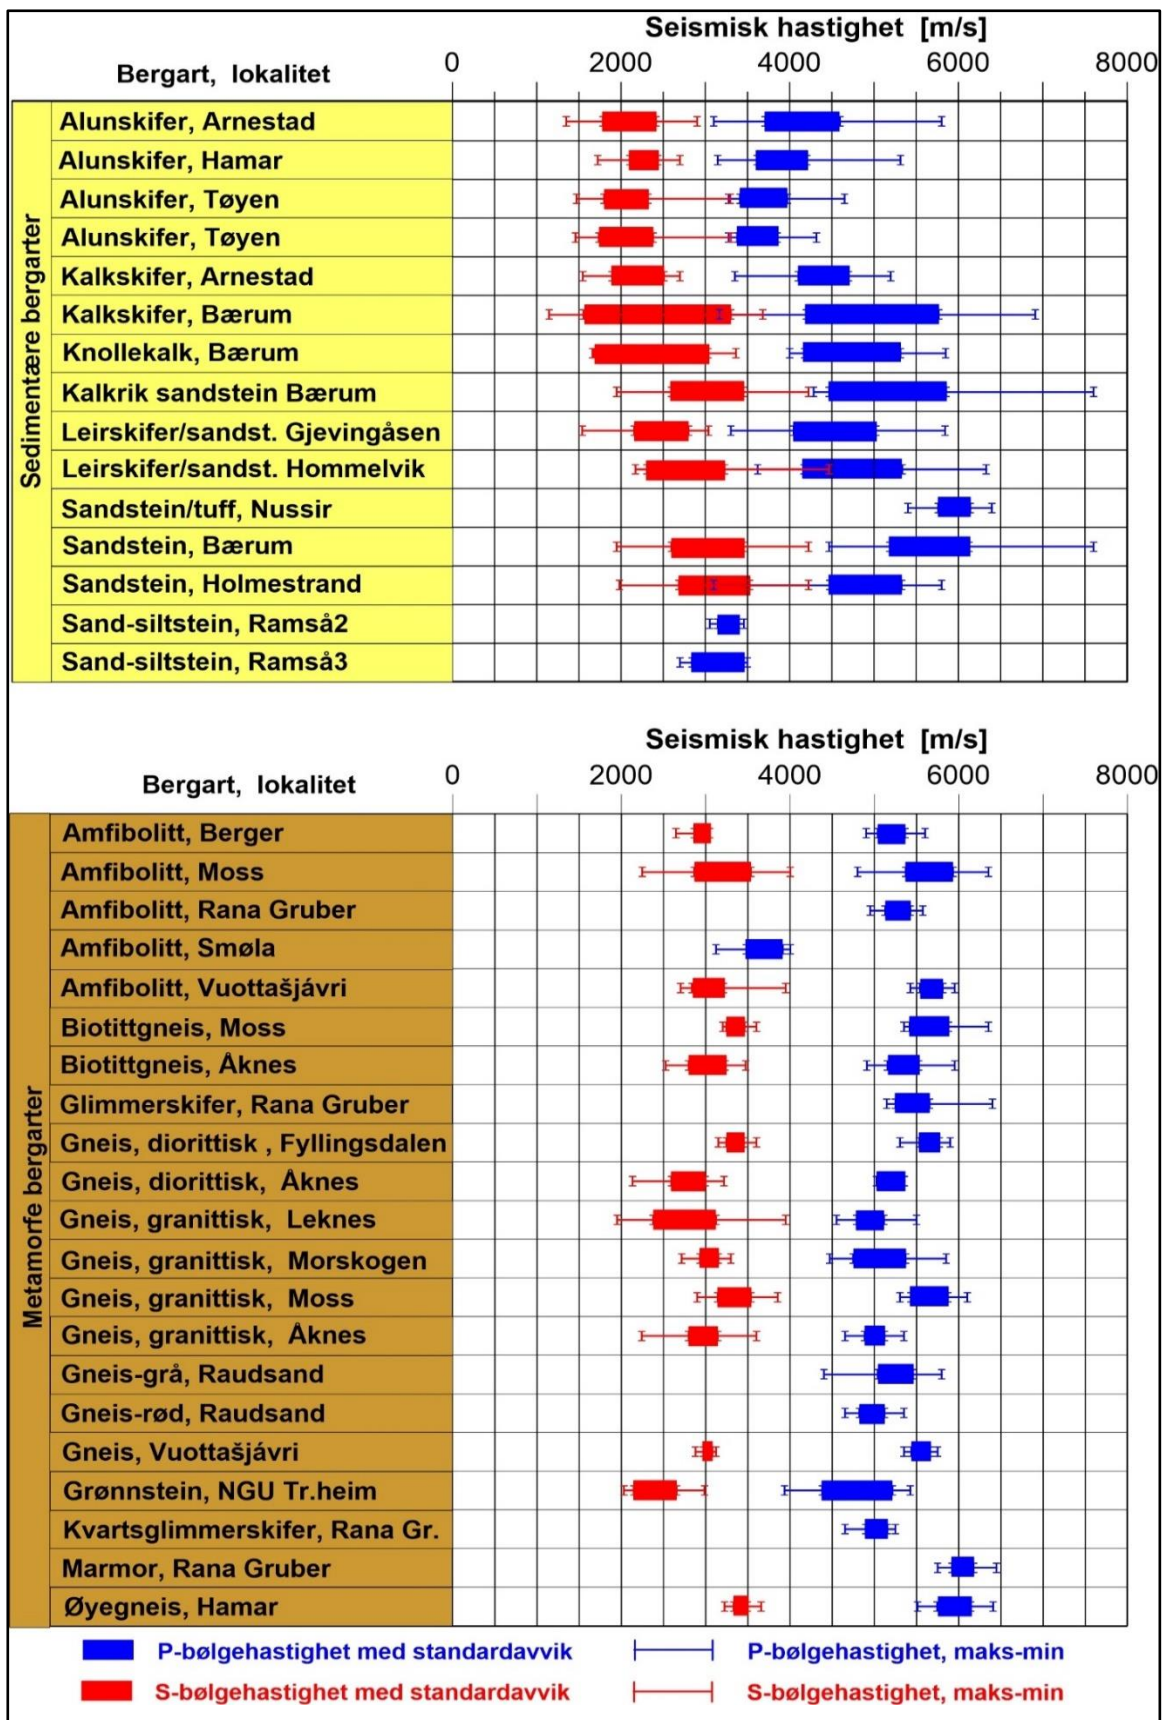 Seismisk hastighet [m/s]
Bergart, lokalitet
0 2000 4000 6000 8000
Sedimentære bergarter
Alunskifer, Arnestad
Alunskifer, Hamar
Alunskifer, Tøyen
Alunskifer, Tøyen
Kalkskifer, Arnestad
Kalkskifer, Bærum
Knollekalk, Bærum
Kalkrik sandstein Bærum
Leirskifer/sandst. Gjevingåsen
Leirskifer/sandst. Hommelvik
Sandstein/tuff, Nussir
Sandstein, Bærum
Sandstein, Holmestrand
Sand-siltstein, Ramså2
Sand-siltstein, Ramså3
Seismisk hastighet [m/s]
Bergart, lokalitet
0 2000 4000 6000 8000
Metamorfe bergarter
Amfibolitt, Berger
Amfibolitt, Moss
Amfibolitt, Rana Gruber
Amfibolitt, Smøla
Amfibolitt, Vuottašjávri
Biotittgneis, Moss
Biotittgneis, Åknes
Glimmerskifer, Rana Gruber
Gneis, diorittisk , Fyllingsdalen
Gneis, diorittisk, Åknes
Gneis, granittisk, Leknes
Gneis, granittisk, Morskogen
Gneis, granittisk, Moss
Gneis, granittisk, Åknes
Gneis-grå, Raudsand
Gneis-rød, Raudsand
Gneis, Vuottašjávri
Grønnstein, NGU Tr.heim
Kvartsglimmerskifer, Rana Gr.
Marmor, Rana Gruber
Øyegneis, Hamar
P-bølgehastighet med standardavvik
P-bølgehastighet, maks-min
S-bølgehastighet med standardavvik
S-bølgehastighet, maks-min